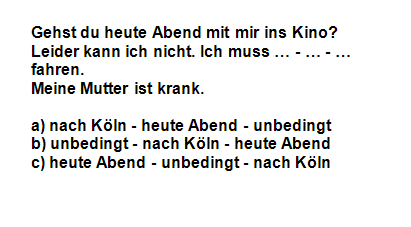 Gehst du heute Abend mit mir ins Kino?
Leider kann ich nicht. Ich muss ... - ... - ...
fahren.
Meine Mutter ist krank.
a) nach Köln - heute Abend - unbedingt
b) unbedingt - nach Köln - heute Abend
c) heute Abend - unbedingt - nach Köln